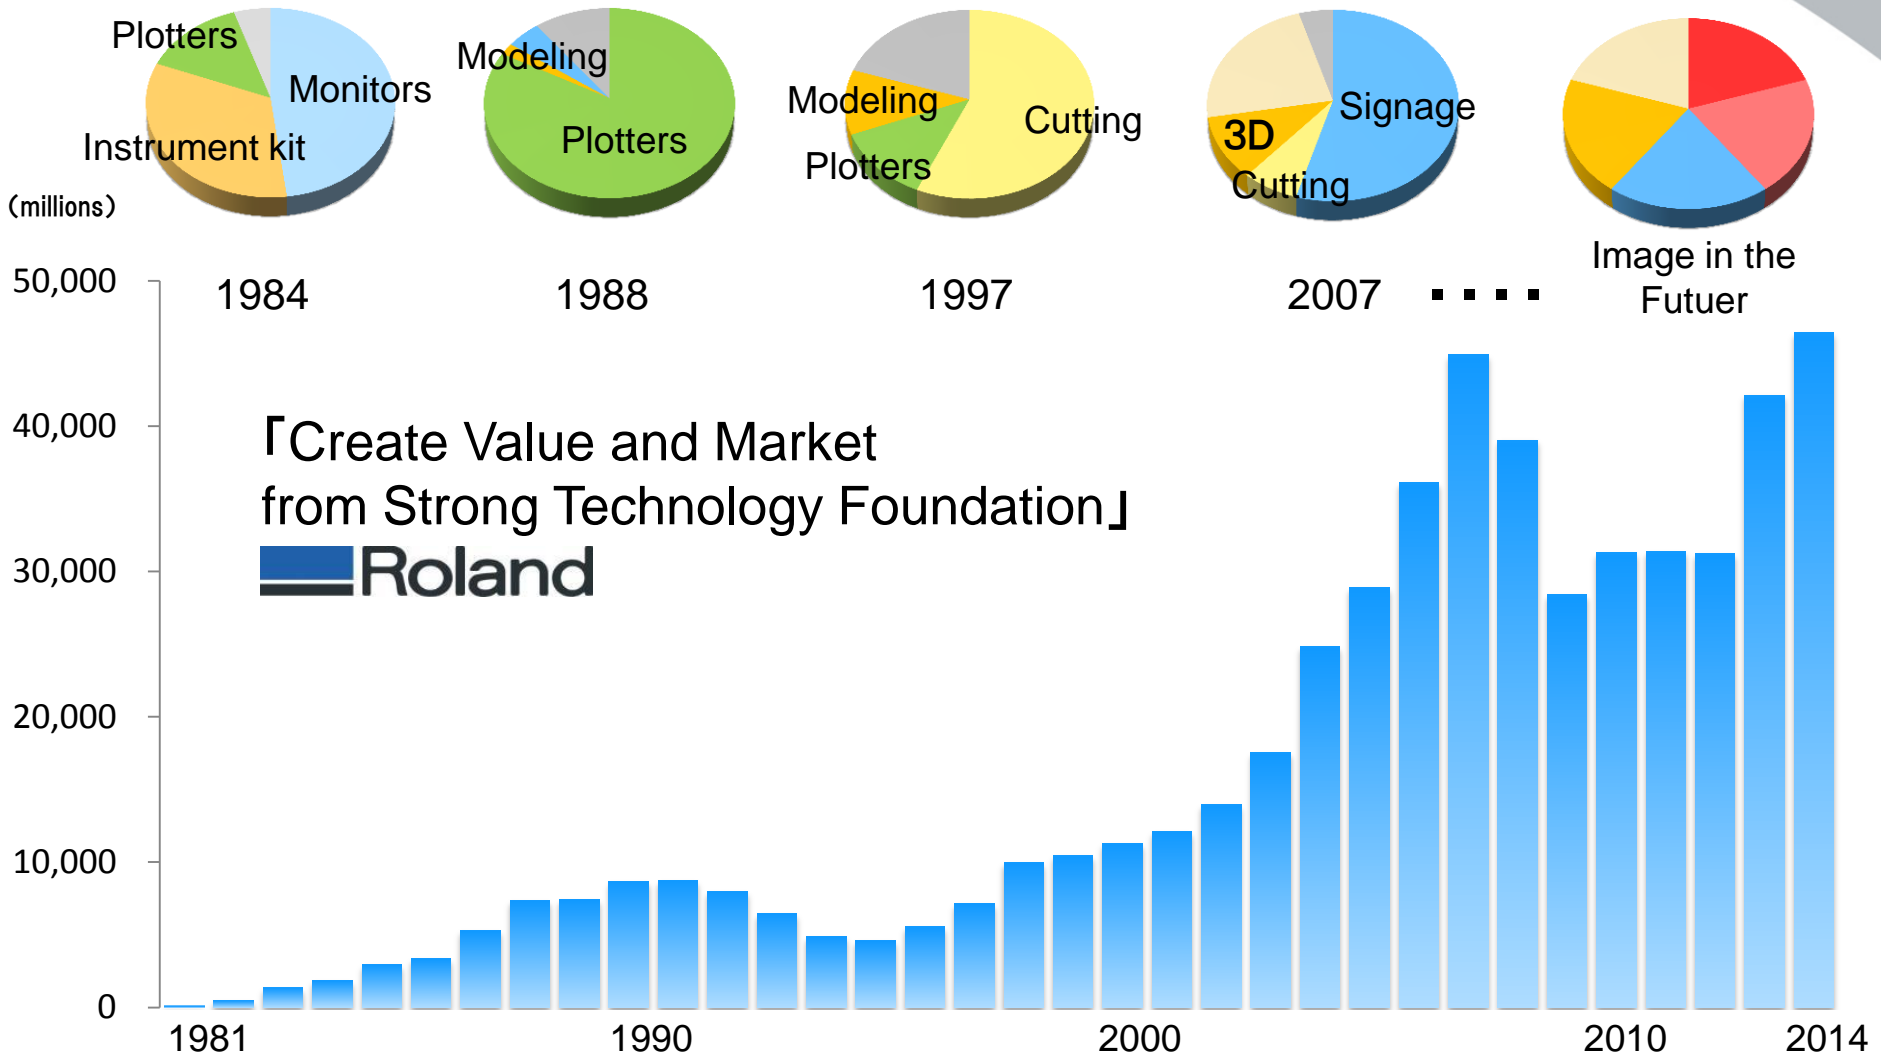 Plotters
Monitors
Instrument kit
Modeling
Plotters
Modeling
Cutting
Plotters
Signage
3D
Cutting
(millions)
1984
1988
1997
2007
Image in the
Futuer
50,000
40,000
30,000
20,000
10,000
0
「Create Value and Market
from Strong Technology Foundation」
Roland
1981
1990
2000
2010
2014